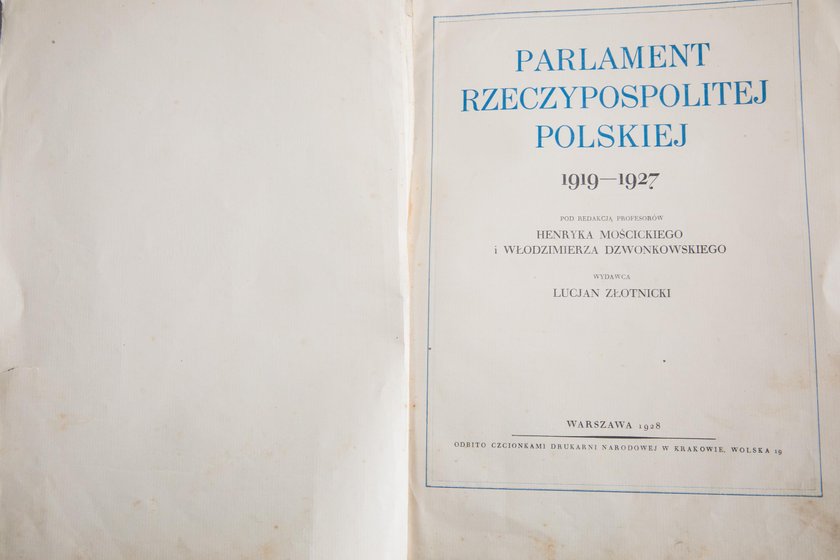 PARLAMENT
RZECZYPOSPOLITEJ
POLSKIEJ
1919—1927
POD REDAKCJĄ PROFESORÓW
HENRYKA MOŚCICKIEGO
i WŁODZIMIERZA DZWONKOWSKIEGO
WYDAWCA
LUCJAN ZŁOTNICKI
WARSZAWA 1928
ODBITO CZCIONKAMI DRUKARNI NARODOWEJ W KRAKOWIE, WOLSKA 19